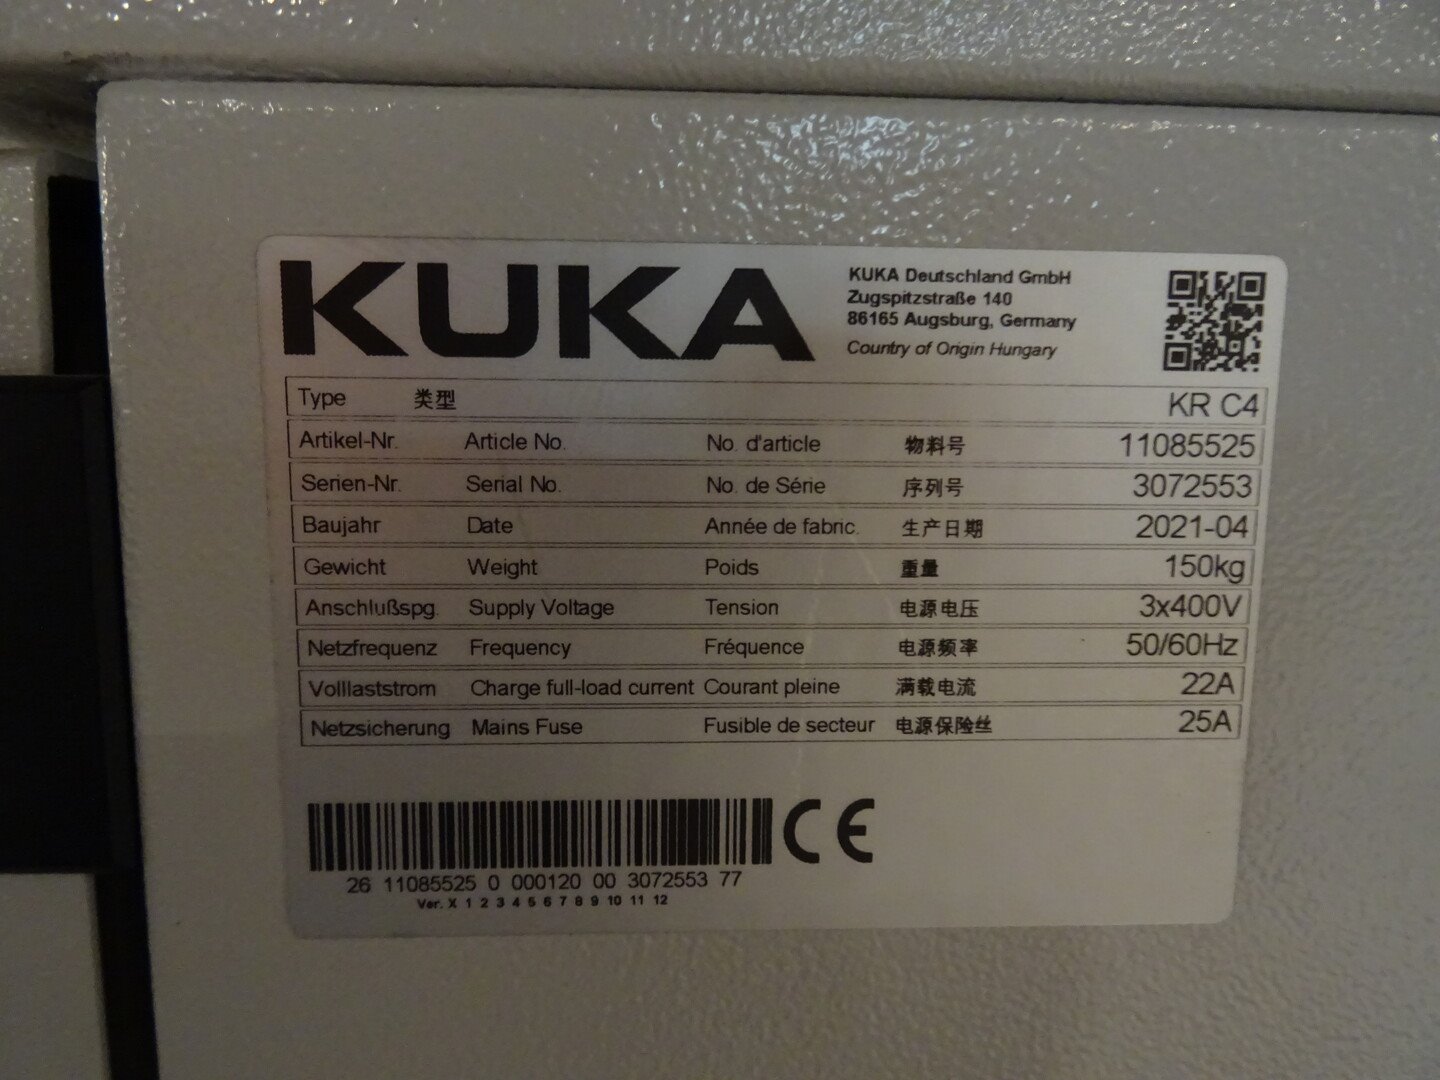 KUKA
KUKA Deutschland GmbH
Zugspitzstraße 140
86165 Augsburg, Germany
Country of Origin Hungary
Type 类型 KR C4
Artikel-Nr. Article No. No. d'article 物料号 11085525
Serien-Nr. Serial No. No. de Série 序列号 3072553
Baujahr Date Année de fabric. 生产日期 2021-04
Gewicht Weight Poids 重量 150kg
Anschlußspg. Supply Voltage Tension 电源电压 3x400V
Netzfrequenz Frequency Fréquence 电源频率 50/60Hz
Volllaststrom Charge full-load current Courant pleine 满载电流 22A
Netzsicherung Mains Fuse Fusible de secteur 电源保险丝 25A
CE
26 11085525 0 000120 00 3072553 77
Ver. X 1 2 3 4 5 6 7 8 9 10 11 12